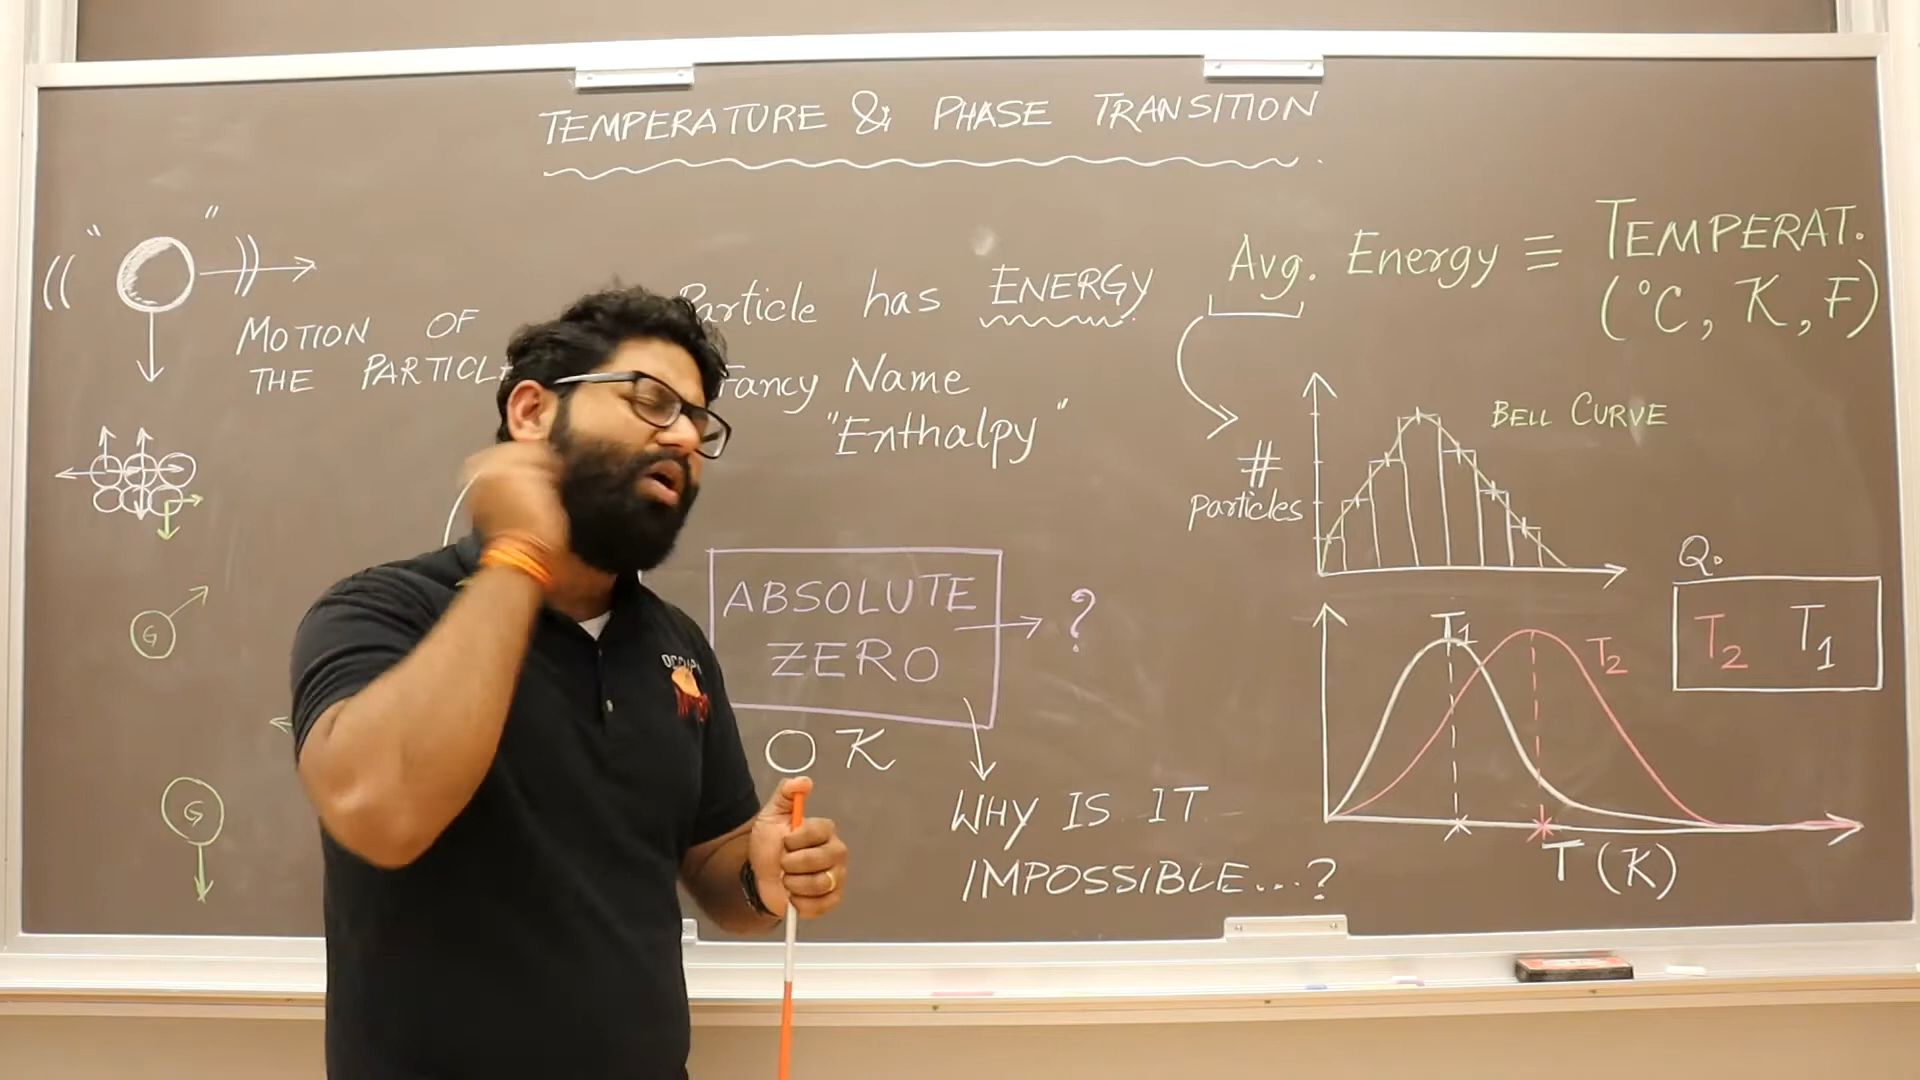 TEMPERATURE & PHASE TRANSITION
" "
MOTION OF
THE PARTICL
Particle has ENERGY
Fancy Name
"Enthalpy"
Avg. Energy ≡ TEMPERAT.
(°C, K, F)
BELL CURVE
#
Particles
G
G
ABSOLUTE
ZERO
?
0 K
WHY IS IT
IMPOSSIBLE...?
T1
T2
T (K)
Q.
T2 T1